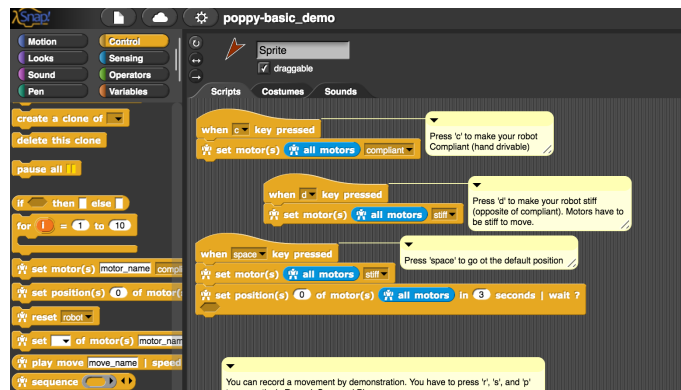 Snap!
poppy-basic_demo
Motion
Control
Looks
Sensing
Sound
Operators
Pen
Variables
Sprite
draggable
Scripts
Costumes
Sounds
create a clone of
delete this clone
pause all
if then else
for i = 1 to 10
set motor(s) motor_name compli
set position(s) 0 of motor(
reset robot
set of motor(s) motor_nam
play move move_name | speed
sequence
when c key pressed
set motor(s) all motors compliant
Press 'c' to make your robot
Compliant (hand drivable)
when d key pressed
set motor(s) all motors stiff
Press 'd' to make your robot stiff
(opposite of compliant). Motors have to
be stiff to move.
when space key pressed
set motor(s) all motors stiff
set position(s) 0 of motor(s) all motors in 3 seconds | wait ?
Press 'space' to go ot the default position
You can record a movement by demonstration. You have to press 'r', 's', and 'p'